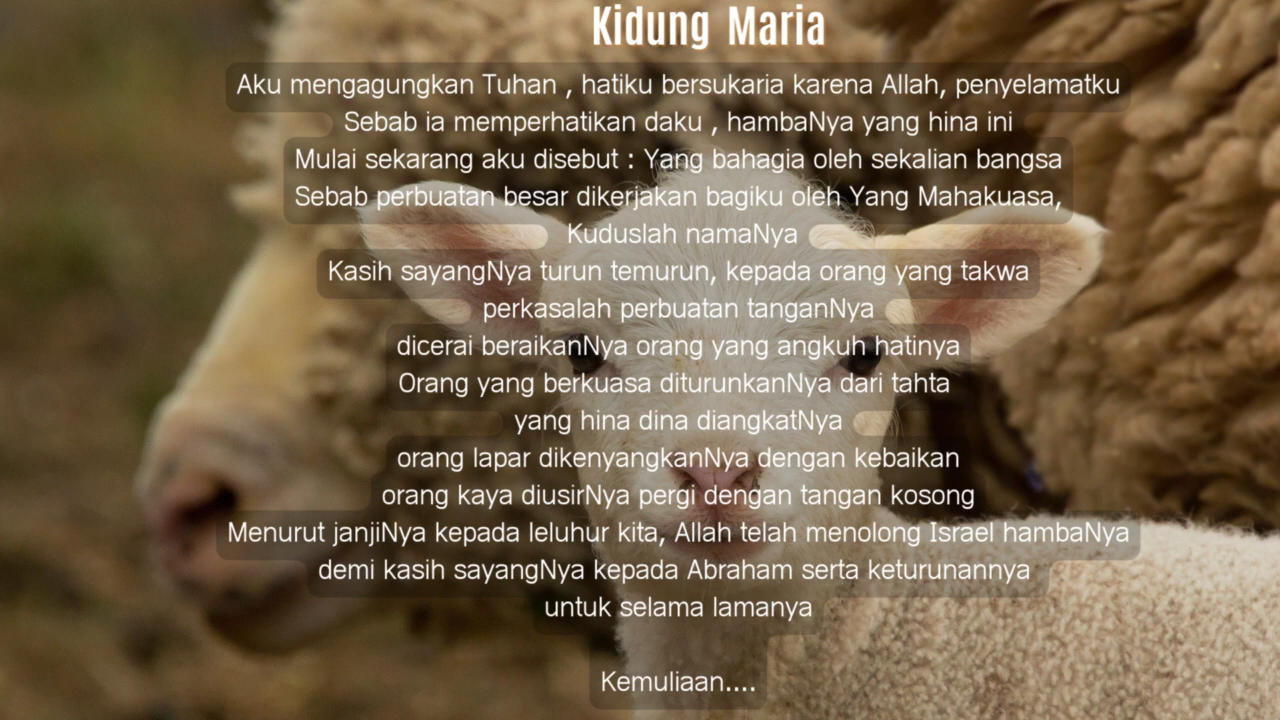 Kidung Maria
Aku mengagungkan Tuhan , hatiku bersukaria karena Allah, penyelamatku
Sebab ia memperhatikan daku , hambaNya yang hina ini
Mulai sekarang aku disebut : Yang bahagia oleh sekalian bangsa
Sebab perbuatan besar dikerjakan bagiku oleh Yang Mahakuasa,
Kuduslah namaNya
Kasih sayangNya turun temurun, kepada orang yang takwa
perkasalah perbuatan tanganNya
dicerai beraikanNya orang yang angkuh hatinya
Orang yang berkuasa diturunkanNya dari tahta
yang hina dina diangkatNya
orang lapar dikenyangkanNya dengan kebaikan
orang kaya diusirNya pergi dengan tangan kosong
Menurut janjiNya kepada leluhur kita, Allah telah menolong Israel hambaNya
demi kasih sayangNya kepada Abraham serta keturunannya
untuk selama lamanya
Kemuliaan....